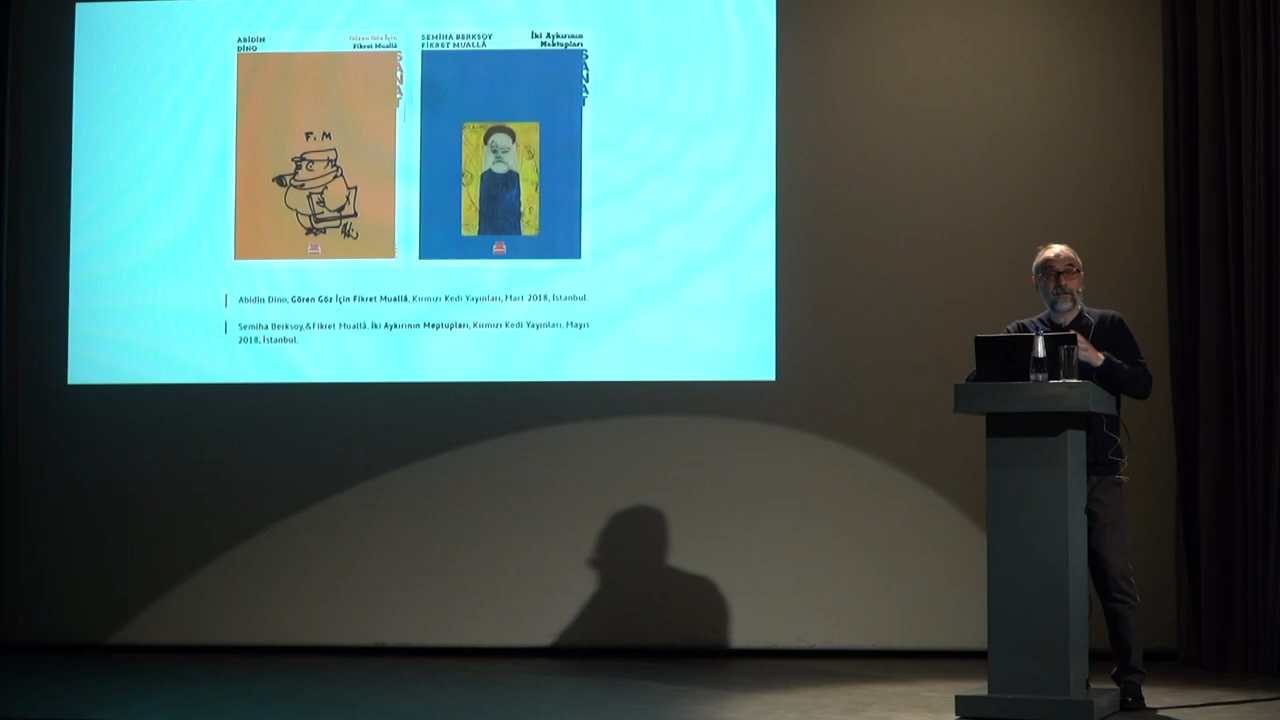 ABİDİN
DİNO
Gören Göz İçin
Fikret Muallâ
SANAT
F. M
SEMİHA BERKSOY
FİKRET MUALLÂ
İki Aykırının
Mektupları
SANAT
Abidin Dino, Gören Göz İçin Fikret Muallâ, Kırmızı Kedi Yayınları, Mart 2018, İstanbul.
Semiha Berksoy,&Fikret Muallâ, İki Aykırının Meptupları, Kırmızı Kedi Yayınları, Mayıs
2018, İstanbul.